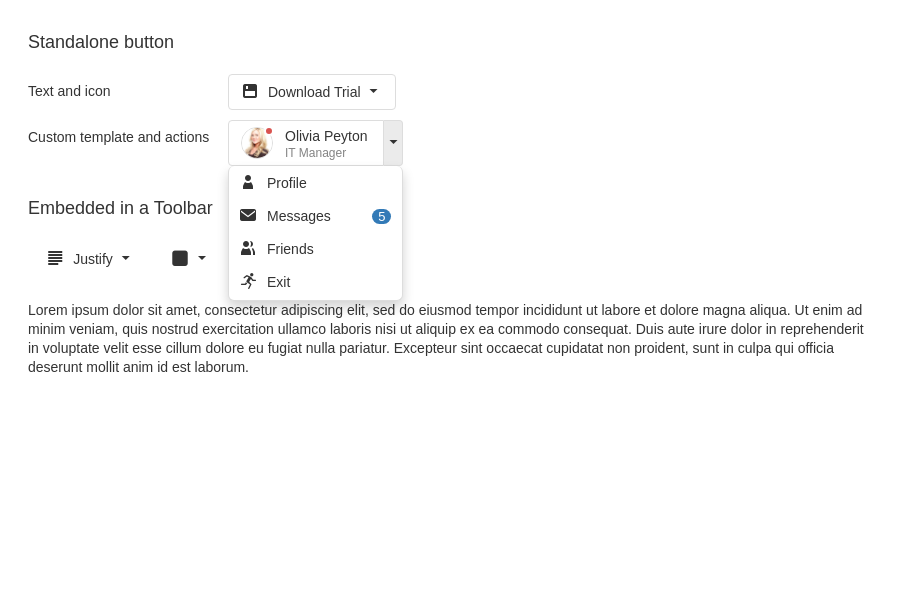 Standalone button
Text and icon
Download Trial
Custom template and actions
Olivia Peyton
IT Manager
Profile
Messages 5
Friends
Exit
Embedded in a Toolbar
Justify
Lorem ipsum dolor sit amet, consectetur adipiscing elit, sed do eiusmod tempor incididunt ut labore et dolore magna aliqua. Ut enim ad
minim veniam, quis nostrud exercitation ullamco laboris nisi ut aliquip ex ea commodo consequat. Duis aute irure dolor in reprehenderit
in voluptate velit esse cillum dolore eu fugiat nulla pariatur. Excepteur sint occaecat cupidatat non proident, sunt in culpa qui officia
deserunt mollit anim id est laborum.